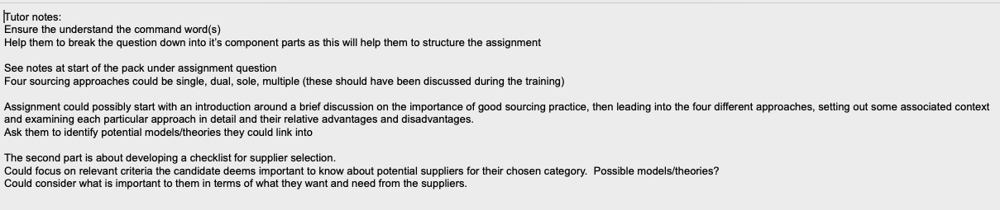 Tutor notes:
Ensure the understand the command word(s)
Help them to break the question down into it's component parts as this will help them to structure the assignment
See notes at start of the pack under assignment question
Four sourcing approaches could be single, dual, sole, multiple (these should have been discussed during the training)
Assignment could possibly start with an introduction around a brief discussion on the importance of good sourcing practice, then leading into the four different approaches, setting out some associated context
and examining each particular approach in detail and their relative advantages and disadvantages.
Ask them to identify potential models/theories they could link into
The second part is about developing a checklist for supplier selection.
Could focus on relevant criteria the candidate deems important to know about potential suppliers for their chosen category.  Possible models/theories?
Could consider what is important to them in terms of what they want and need from the suppliers.